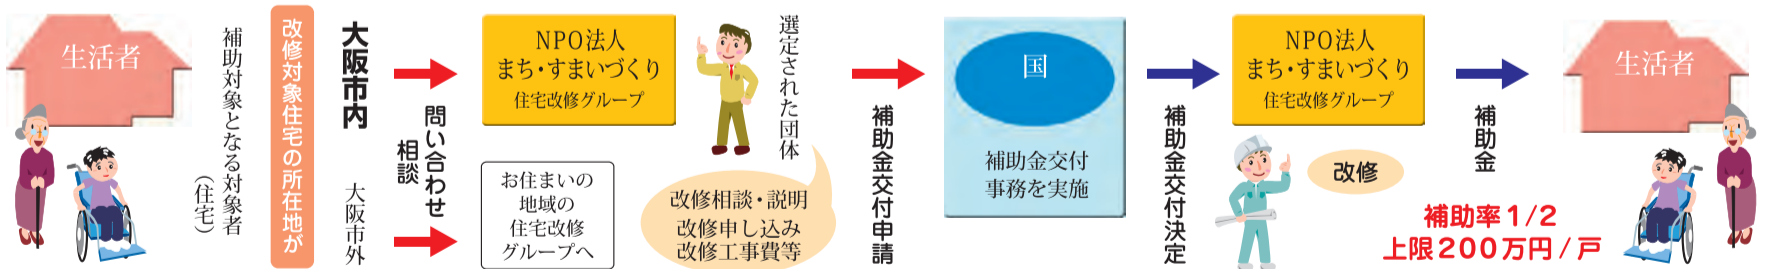 生活者
補助対象となる対象者
（住宅）
改修対象住宅の所在地が
大阪市内
大阪市外
問い合わせ
相談
NPO法人
まち・すまいづくり
住宅改修グループ
お住まいの
地域の
住宅改修
グループへ
選定された団体
改修相談・説明
改修申し込み
改修工事費等
補助金交付申請
国
補助金交付
事務を実施
補助金交付決定
NPO法人
まち・すまいづくり
住宅改修グループ
改修
補助金
補助率1/2
上限200万円/戸
生活者